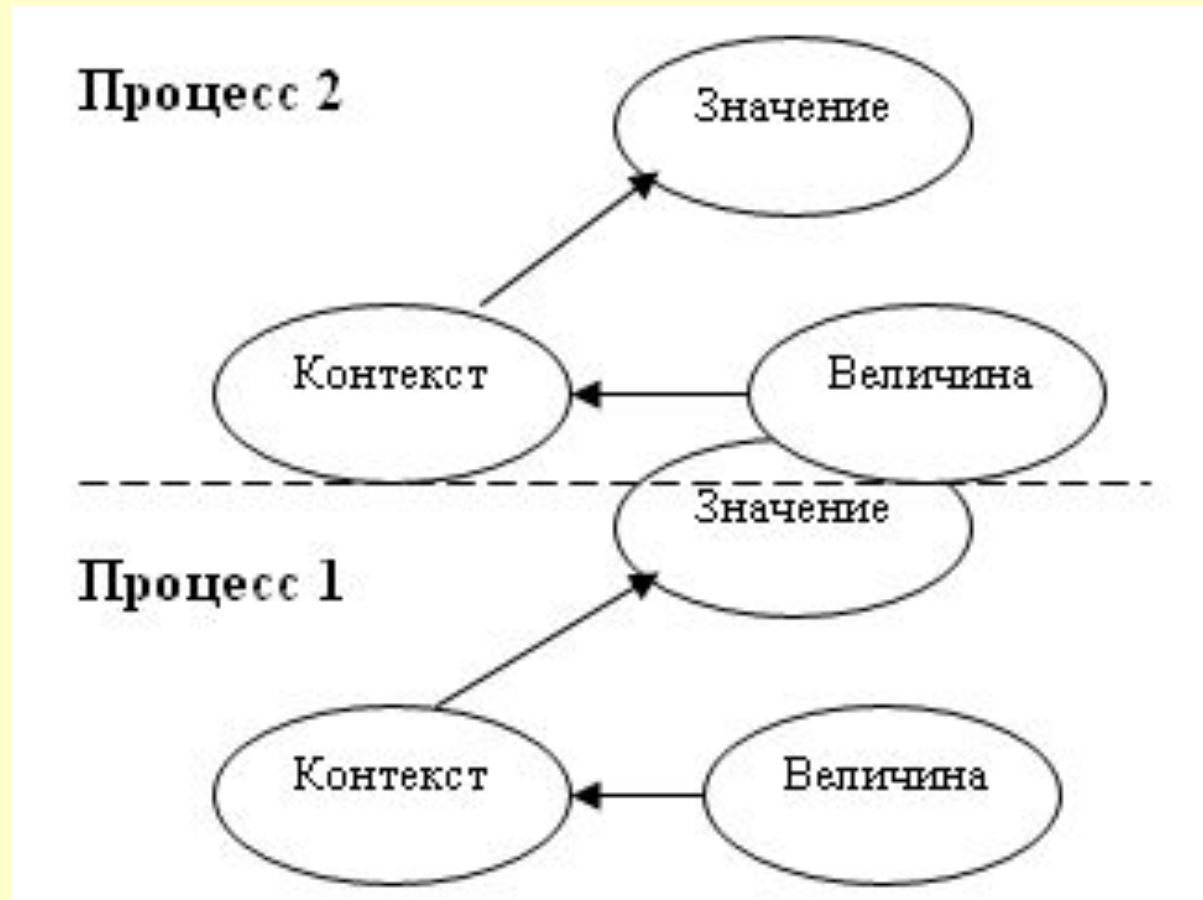 Процесс 2
Значение
Контекст
Величина
Значение
Процесс 1
Контекст
Величина